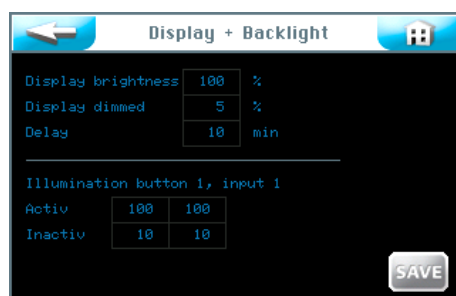 Display + Backlight
Display brightness 100 %
Display dimmed 5 %
Delay 10 min
Illumination button 1, input 1
Activ 100 100
Inactiv 10 10
SAVE